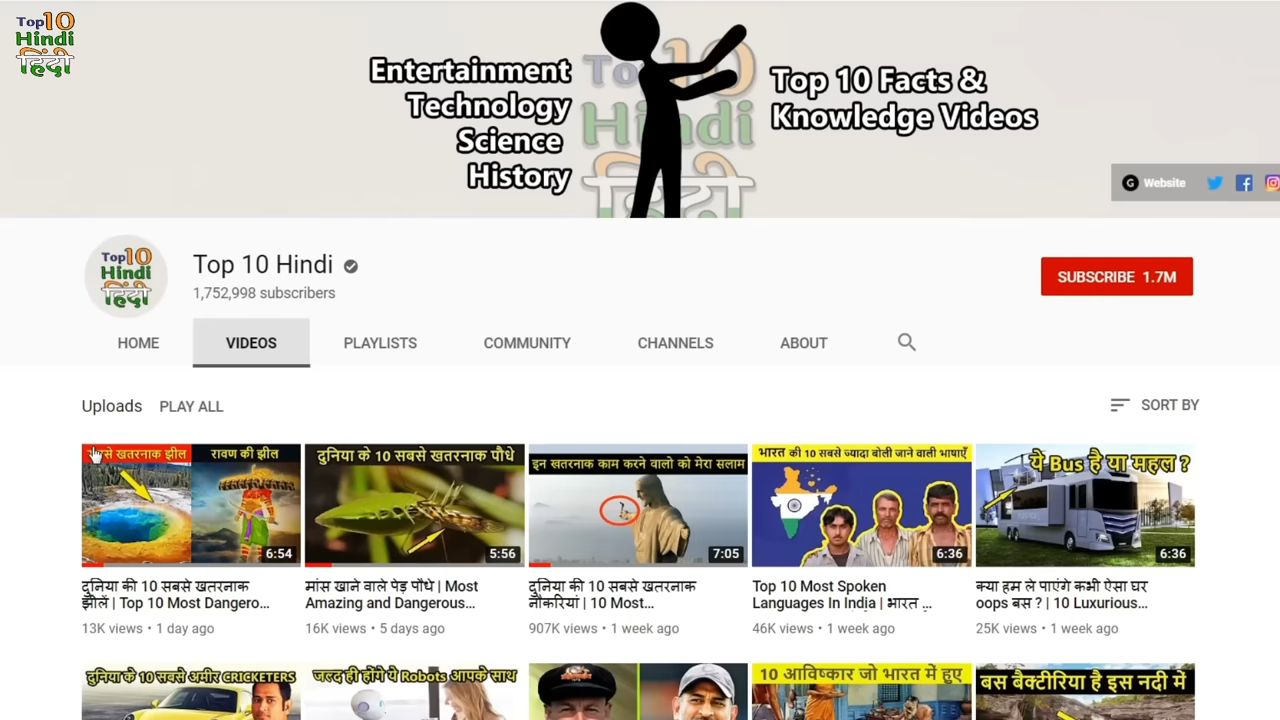 Top10
Hindi
हिंदी
Entertainment
Technology
Science
History
Top10
Hindi
हिंदी
Top 10 Facts &
Knowledge Videos
Website
Top10
Hindi
हिंदी
Top 10 Hindi
1,752,998 subscribers
SUBSCRIBE 1.7M
HOME
VIDEOS
PLAYLISTS
COMMUNITY
CHANNELS
ABOUT
Uploads
PLAY ALL
SORT BY
से खतरनाक झील
रावण की झील
6:54
दुनिया के 10 सबसे खतरनाक पौधे
5:56
इन खतरनाक काम करने वालो को मेरा सलाम
7:05
भारत की 10 सबसे ज्यादा बोली जाने वाली भाषाएँ
6:36
ये Bus है या महल ?
6:36
दुनिया की 10 सबसे खतरनाक
झीलें | Top 10 Most Dangero...
13K views • 1 day ago
मांस खाने वाले पेड़ पौधे | Most
Amazing and Dangerous...
16K views • 5 days ago
दुनिया की 10 सबसे खतरनाक
नौकरियां | 10 Most...
907K views • 1 week ago
Top 10 Most Spoken
Languages In India | भारत ...
46K views • 1 week ago
क्या हम ले पाएंगे कभी ऐसा घर
oops बस ? | 10 Luxurious...
25K views • 1 week ago
दुनिया के 10 सबसे अमीर CRICKETERS
जल्द ही होंगे ये Robots आपके साथ
10 आविष्कार जो भारत में हुए
बस बैक्टीरिया है इस नदी में